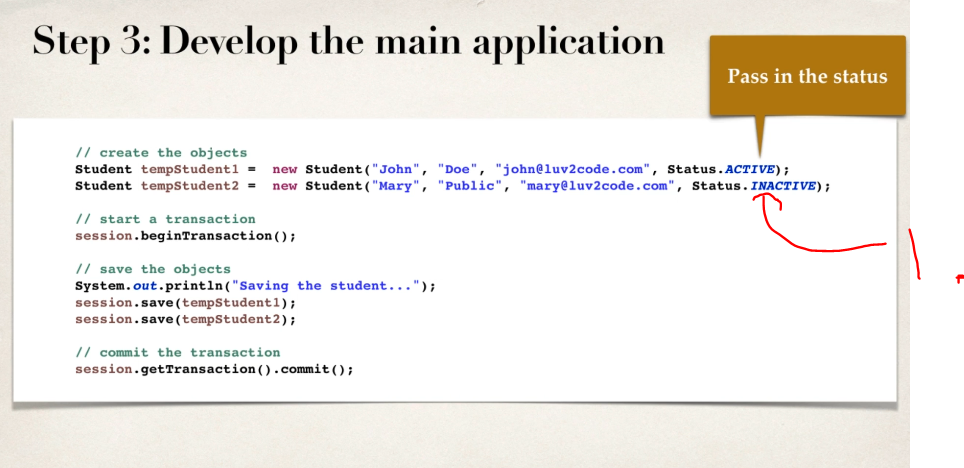 Step 3: Develop the main application
Pass in the status
// create the objects
Student tempStudent1 =  new Student("John", "Doe", "john@luv2code.com", Status.ACTIVE);
Student tempStudent2 =  new Student("Mary", "Public", "mary@luv2code.com", Status.INACTIVE);
// start a transaction
session.beginTransaction();
// save the objects
System.out.println("Saving the student...");
session.save(tempStudent1);
session.save(tempStudent2);
// commit the transaction
session.getTransaction().commit();